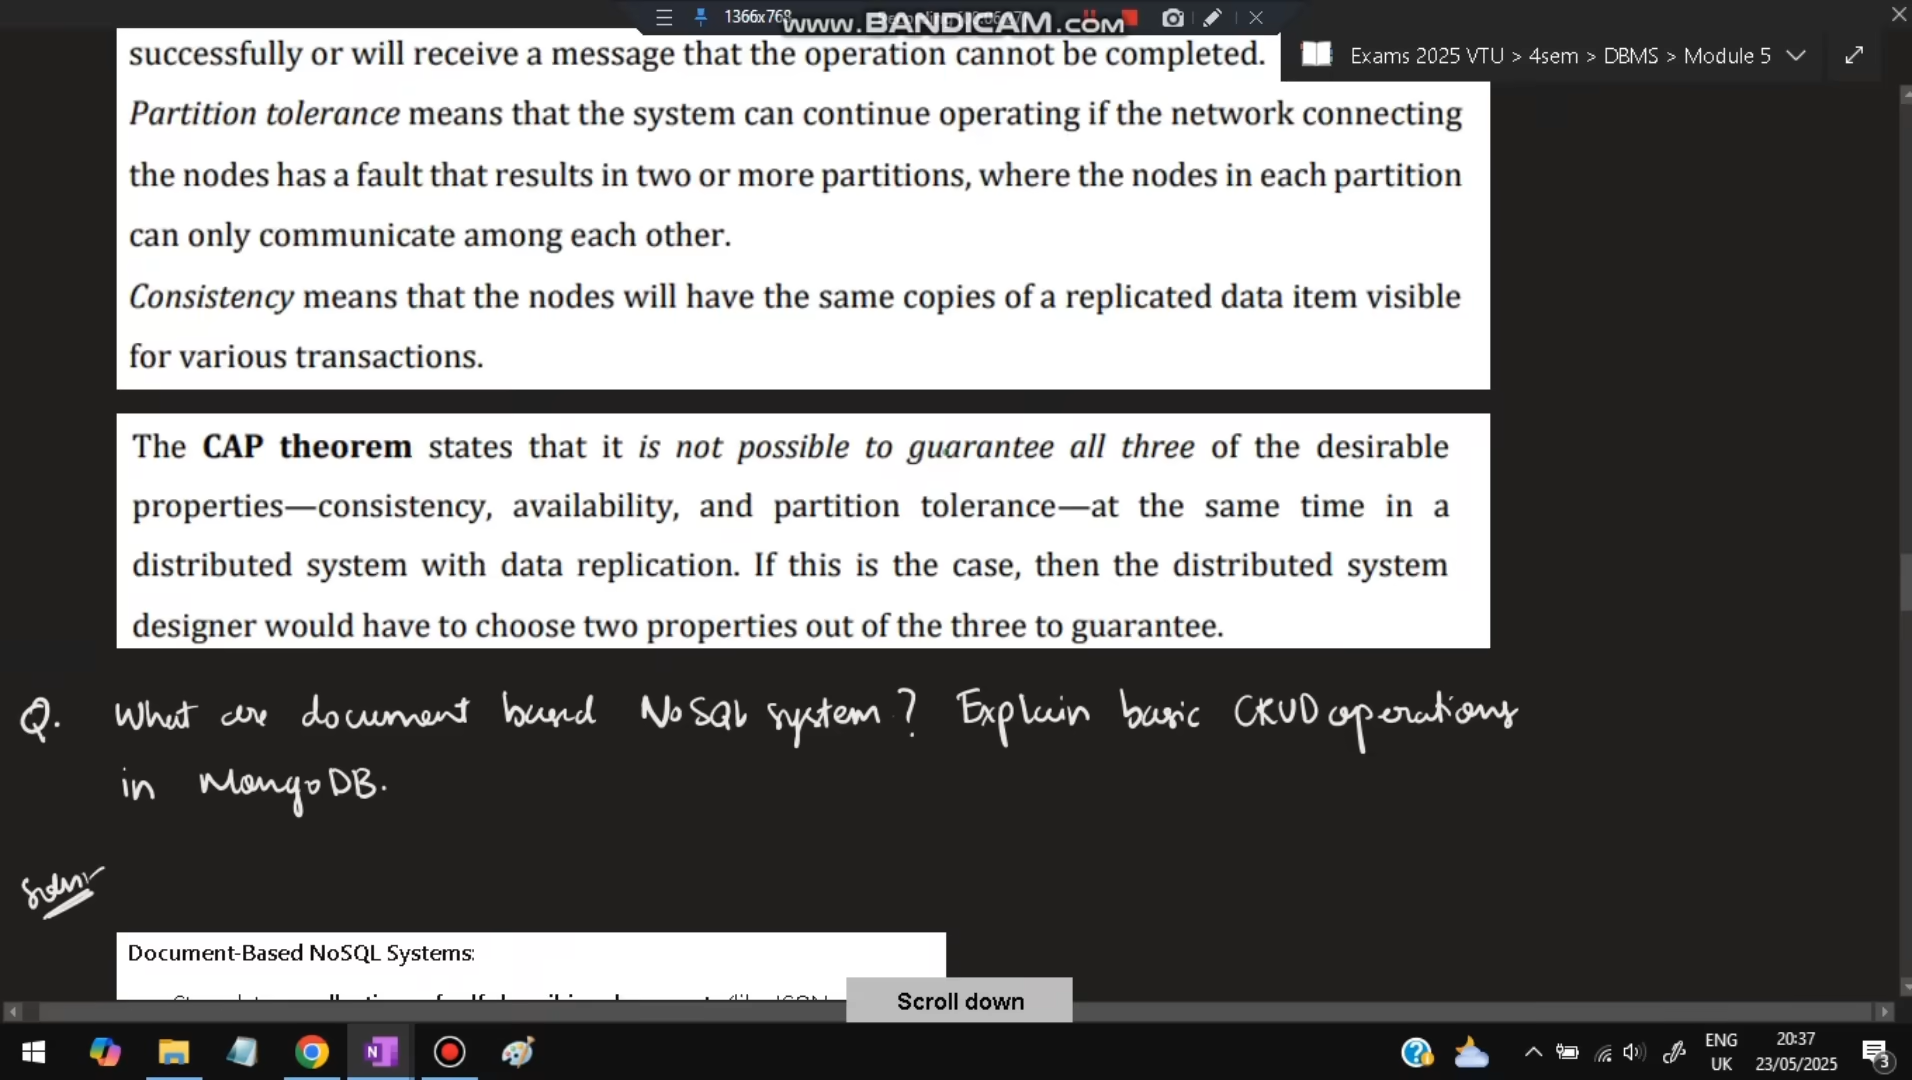 1366x768
www.BANDICAM.com
successfully or will receive a message that the operation cannot be completed.
Exams 2025 VTU > 4sem > DBMS > Module 5
Partition tolerance means that the system can continue operating if the network connecting
the nodes has a fault that results in two or more partitions, where the nodes in each partition
can only communicate among each other.
Consistency means that the nodes will have the same copies of a replicated data item visible
for various transactions.
The CAP theorem states that it is not possible to guarantee all three of the desirable
properties—consistency, availability, and partition tolerance—at the same time in a
distributed system with data replication. If this is the case, then the distributed system
designer would have to choose two properties out of the three to guarantee.
Q. What are document based NoSQL system? Explain basic CRUD operations
in MongoDB.
Soln:
Document-Based NoSQL Systems:
Scroll down
N
ENG
UK
20:37
23/05/2025
3